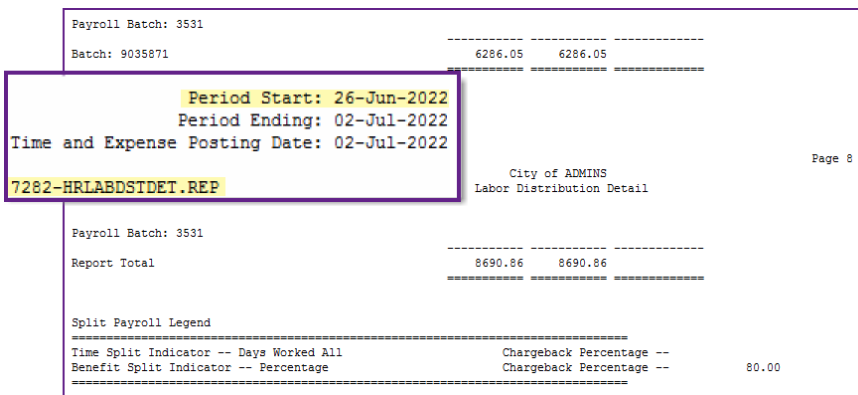 Payroll Batch: 3531
----------- ----------- -------------
Batch: 9035871 6286.05 6286.05
=========== =========== =============
Period Start: 26-Jun-2022
Period Ending: 02-Jul-2022
Time and Expense Posting Date: 02-Jul-2022
7282-HRLABDSTDET.REP
Page 8
City of ADMINS
Labor Distribution Detail
Payroll Batch: 3531
----------- ----------- -------------
Report Total 8690.86 8690.86
=========== =========== =============
Split Payroll Legend
================================================================================
Time Split Indicator -- Days Worked All Chargeback Percentage --
Benefit Split Indicator -- Percentage Chargeback Percentage -- 80.00
================================================================================